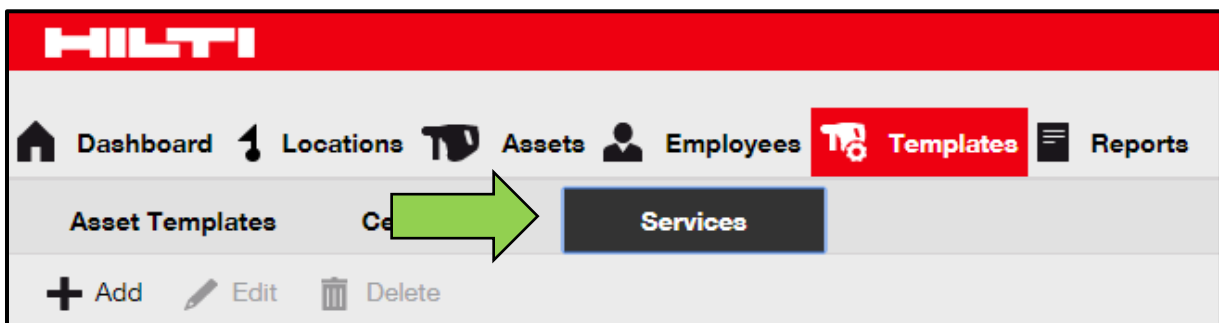 HILTI
Dashboard Locations Assets Employees Templates Reports
Asset Templates Services
Add Edit Delete